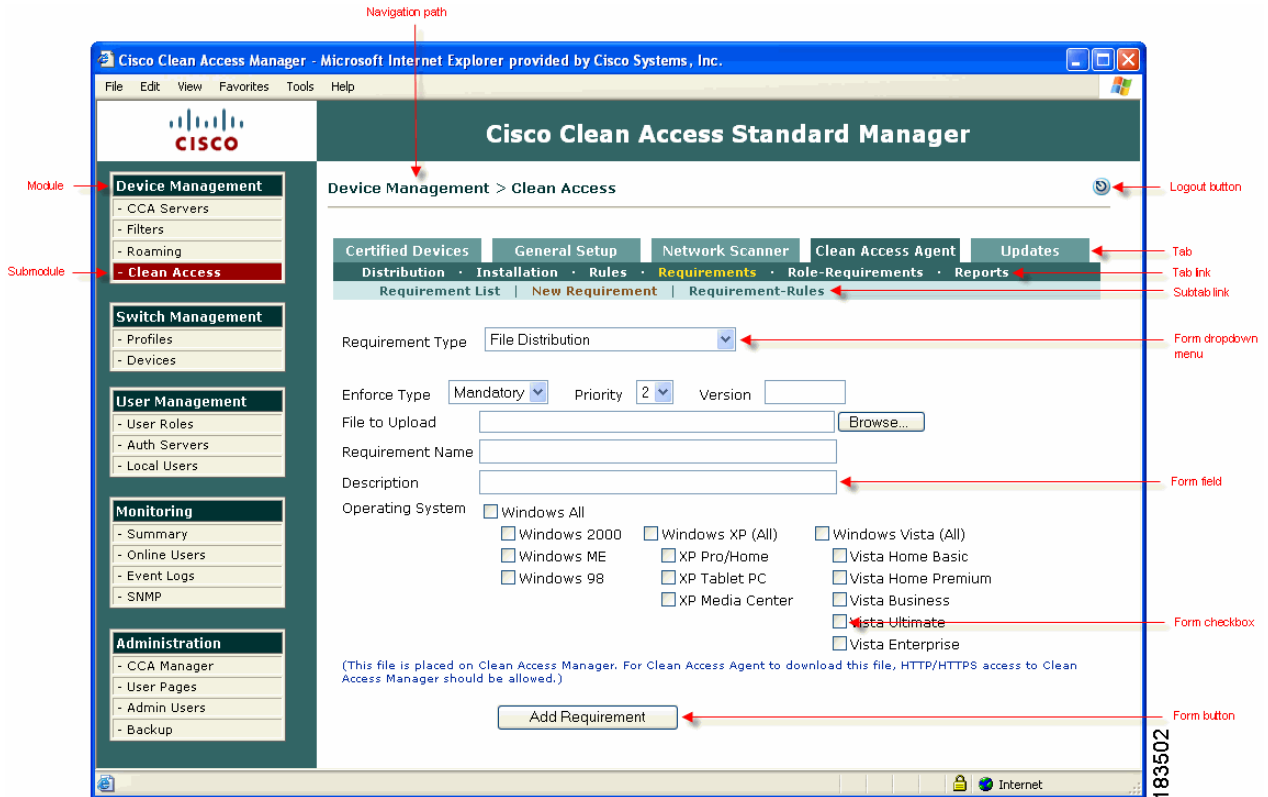 Navigation path
Cisco Clean Access Manager - Microsoft Internet Explorer provided by Cisco Systems, Inc.
File Edit View Favorites Tools Help
CISCO
Cisco Clean Access Standard Manager
Module
Device Management
- CCA Servers
- Filters
- Roaming
Submodule
- Clean Access
Switch Management
- Profiles
- Devices
User Management
- User Roles
- Auth Servers
- Local Users
Monitoring
- Summary
- Online Users
- Event Logs
- SNMP
Administration
- CCA Manager
- User Pages
- Admin Users
- Backup
Device Management > Clean Access
Logout button
Certified Devices General Setup Network Scanner Clean Access Agent Updates
Tab
Distribution · Installation · Rules · Requirements · Role-Requirements · Reports
Tab link
Requirement List | New Requirement | Requirement-Rules
Subtab link
Requirement Type File Distribution
Form dropdown
menu
Enforce Type Mandatory Priority 2 Version
File to Upload Browse...
Requirement Name
Description
Form field
Operating System Windows All
Windows 2000 Windows XP (All) Windows Vista (All)
Windows ME XP Pro/Home Vista Home Basic
Windows 98 XP Tablet PC Vista Home Premium
XP Media Center Vista Business
Vista Ultimate
Form checkbox
Vista Enterprise
(This file is placed on Clean Access Manager. For Clean Access Agent to download this file, HTTP/HTTPS access to Clean
Access Manager should be allowed.)
Add Requirement
Form button
Internet
183502